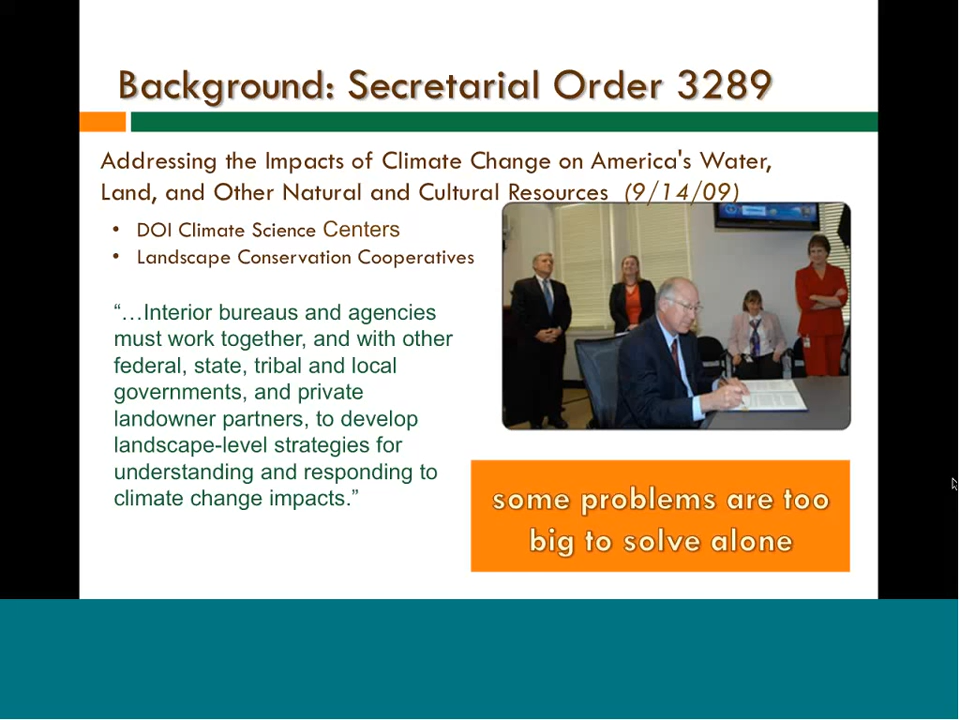 Background: Secretarial Order 3289
Addressing the Impacts of Climate Change on America's Water,
Land, and Other Natural and Cultural Resources (9/14/09)
• DOI Climate Science Centers
• Landscape Conservation Cooperatives
“…Interior bureaus and agencies
must work together, and with other
federal, state, tribal and local
governments, and private
landowner partners, to develop
landscape-level strategies for
understanding and responding to
climate change impacts.”
some problems are too
big to solve alone